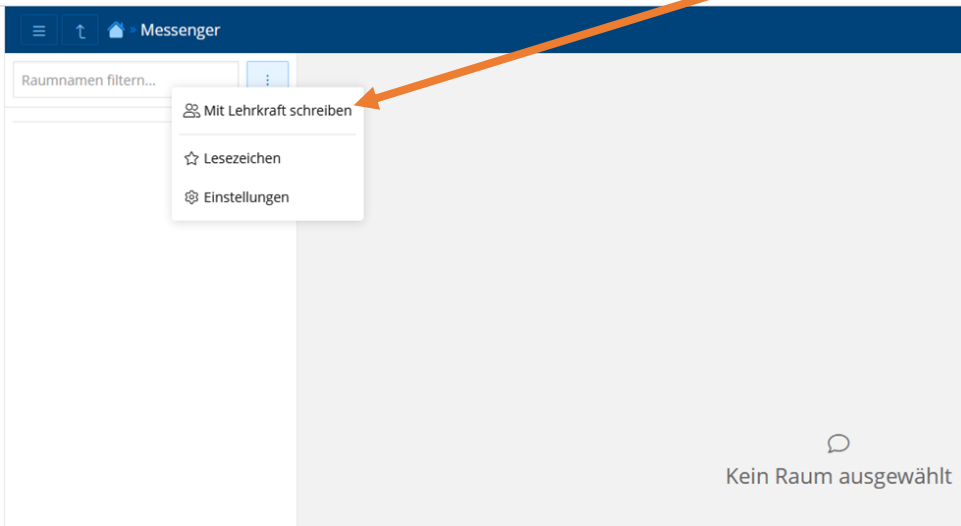 » Messenger
Raumnamen filtern...
Mit Lehrkraft schreiben
Lesezeichen
Einstellungen
Kein Raum ausgewählt